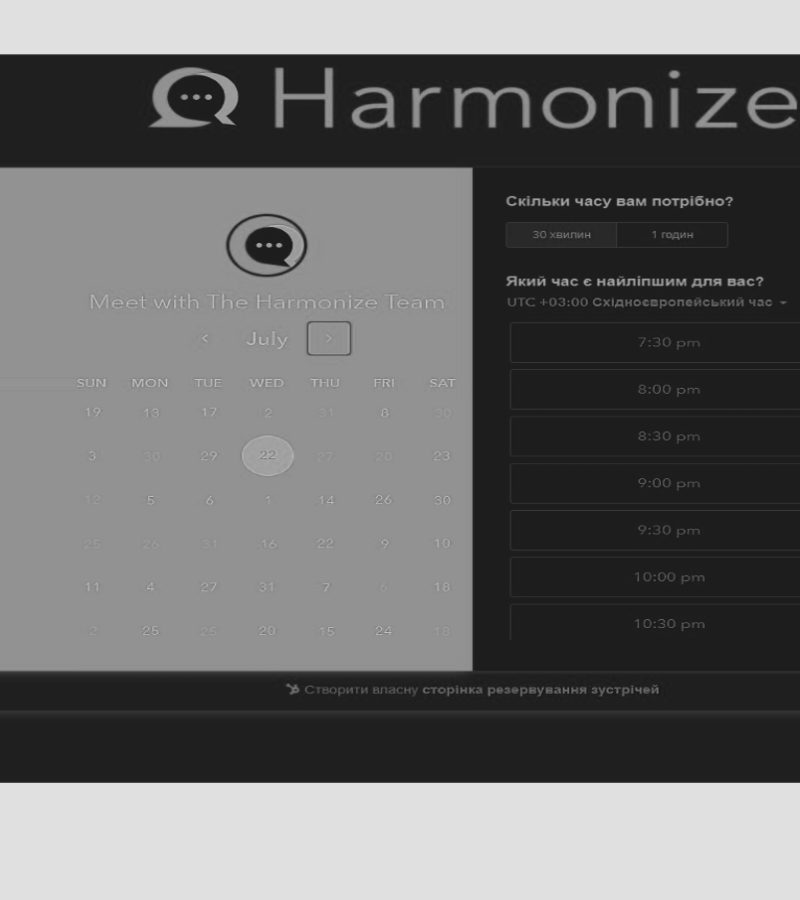 Harmonize
Meet with The Harmonize Team
< July >
SUN MON TUE WED THU FRI SAT
19 13 17 2 31 8 30
3 30 29 22 27 20 23
12 5 6 1 14 26 30
25 26 31 16 22 9 10
11 4 27 31 7 6 18
2 25 25 20 15 24 18
Скільки часу вам потрібно?
30 хвилин 1 годин
Який час є найліпшим для вас?
UTC +03:00 Східноєвропейський час
7:30 pm
8:00 pm
8:30 pm
9:00 pm
9:30 pm
10:00 pm
10:30 pm
Створити власну сторінка резервування зустрічей